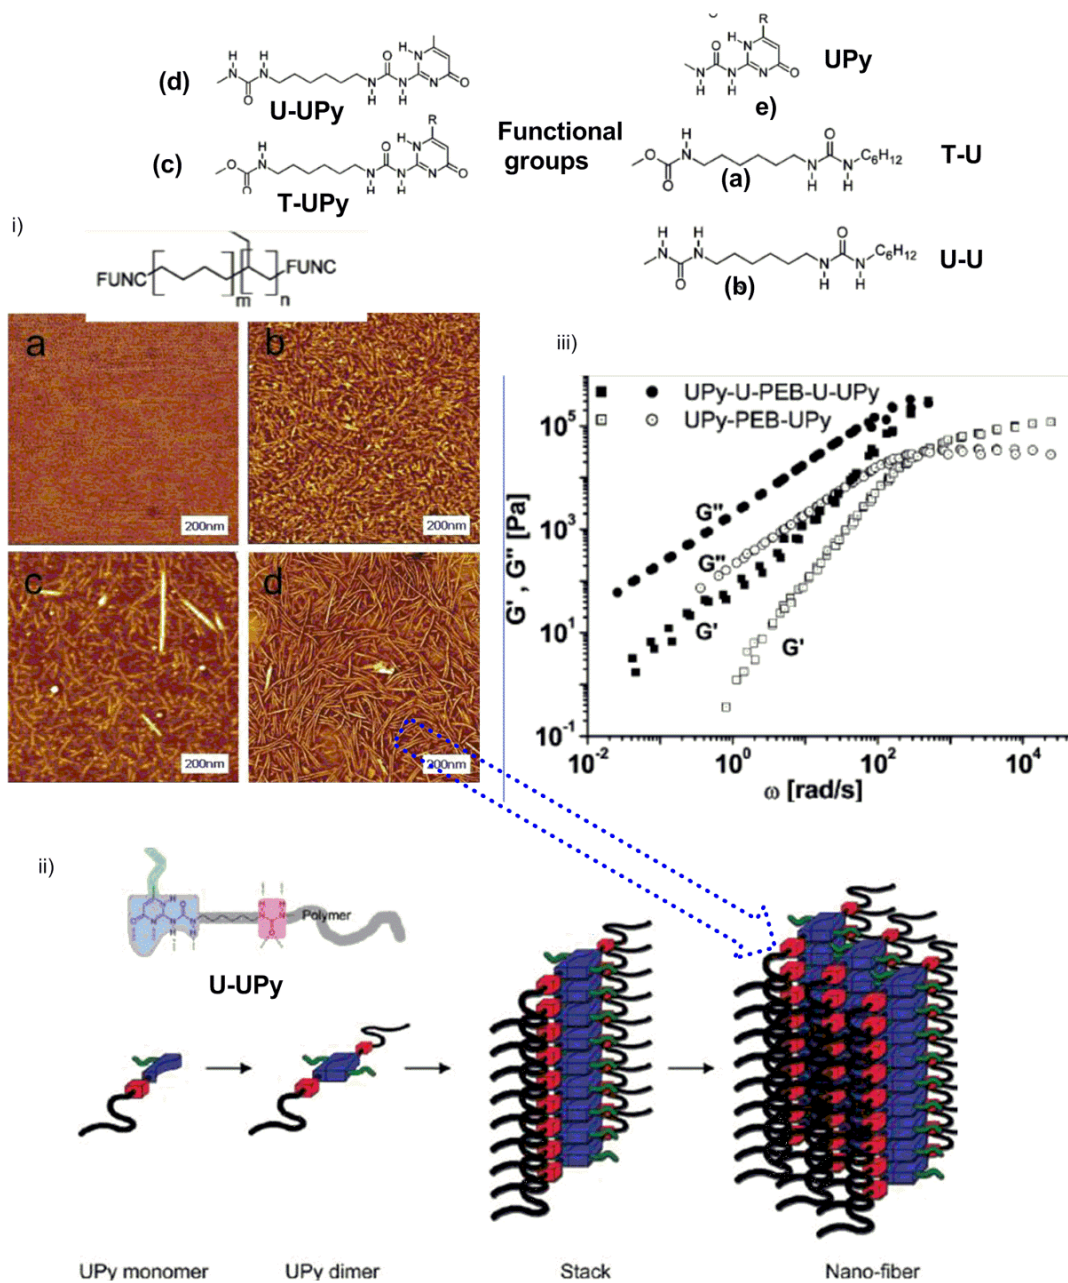 R
(d)
H
N
N
H
O
H
N
O
N
H
N
H
H
N
N
O
U-UPy
UPy
e)
O
N
H
N
H
H
N
N
O
R
(c)
O
O
H
N
O
N
H
N
H
H
N
N
O
T-UPy
Functional
groups
O
O
H
N
O
N
H
N
H
C6H12
T-U
(a)
H
N
O
H
N
O
N
H
N
H
C6H12
U-U
(b)
i)
FUNC
m
n
FUNC
a
200nm
b
200nm
c
200nm
d
200nm
iii)
UPy-U-PEB-U-UPy
UPy-PEB-UPy
G"
G"
G'
G'
G' , G" [Pa]
10^5
10^3
10^1
10^-1
10^-2
10^0
10^2
10^4
ω [rad/s]
ii)
Polymer
U-UPy
UPy monomer
UPy dimer
Stack
Nano-fiber